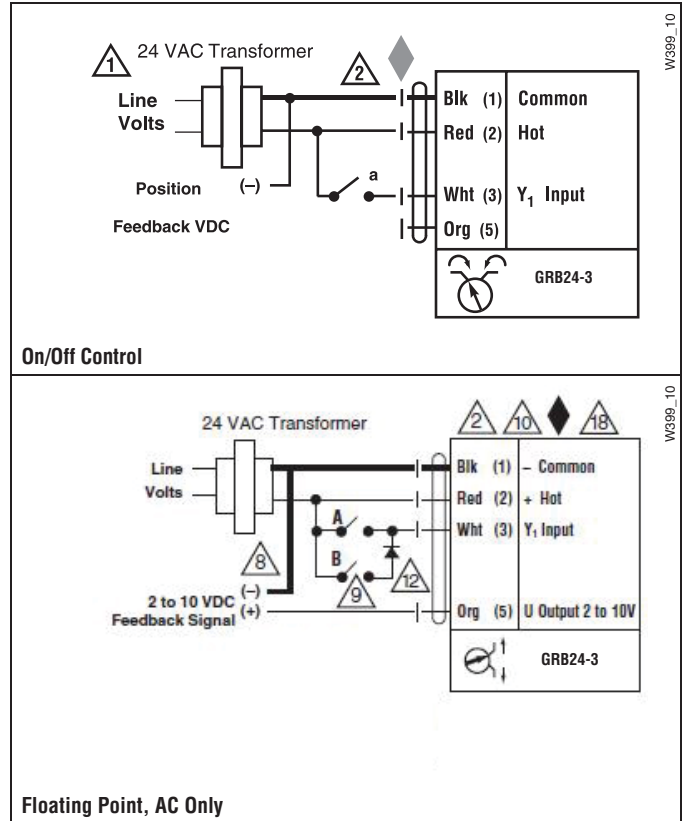 W399_10
1
24 VAC Transformer
2
Line
Volts
Blk (1) Common
Red (2) Hot
a
Position (–)
Wht (3) Y₁ Input
Feedback VDC
Org (5)
GRB24-3
On/Off Control
W399_10
24 VAC Transformer
2 10 18
Line
Volts
Blk (1) – Common
Red (2) + Hot
A
Wht (3) Y₁ Input
8
B
9
12
2 to 10 VDC (–)
Feedback Signal (+)
Org (5) U Output 2 to 10V
GRB24-3
Floating Point, AC Only